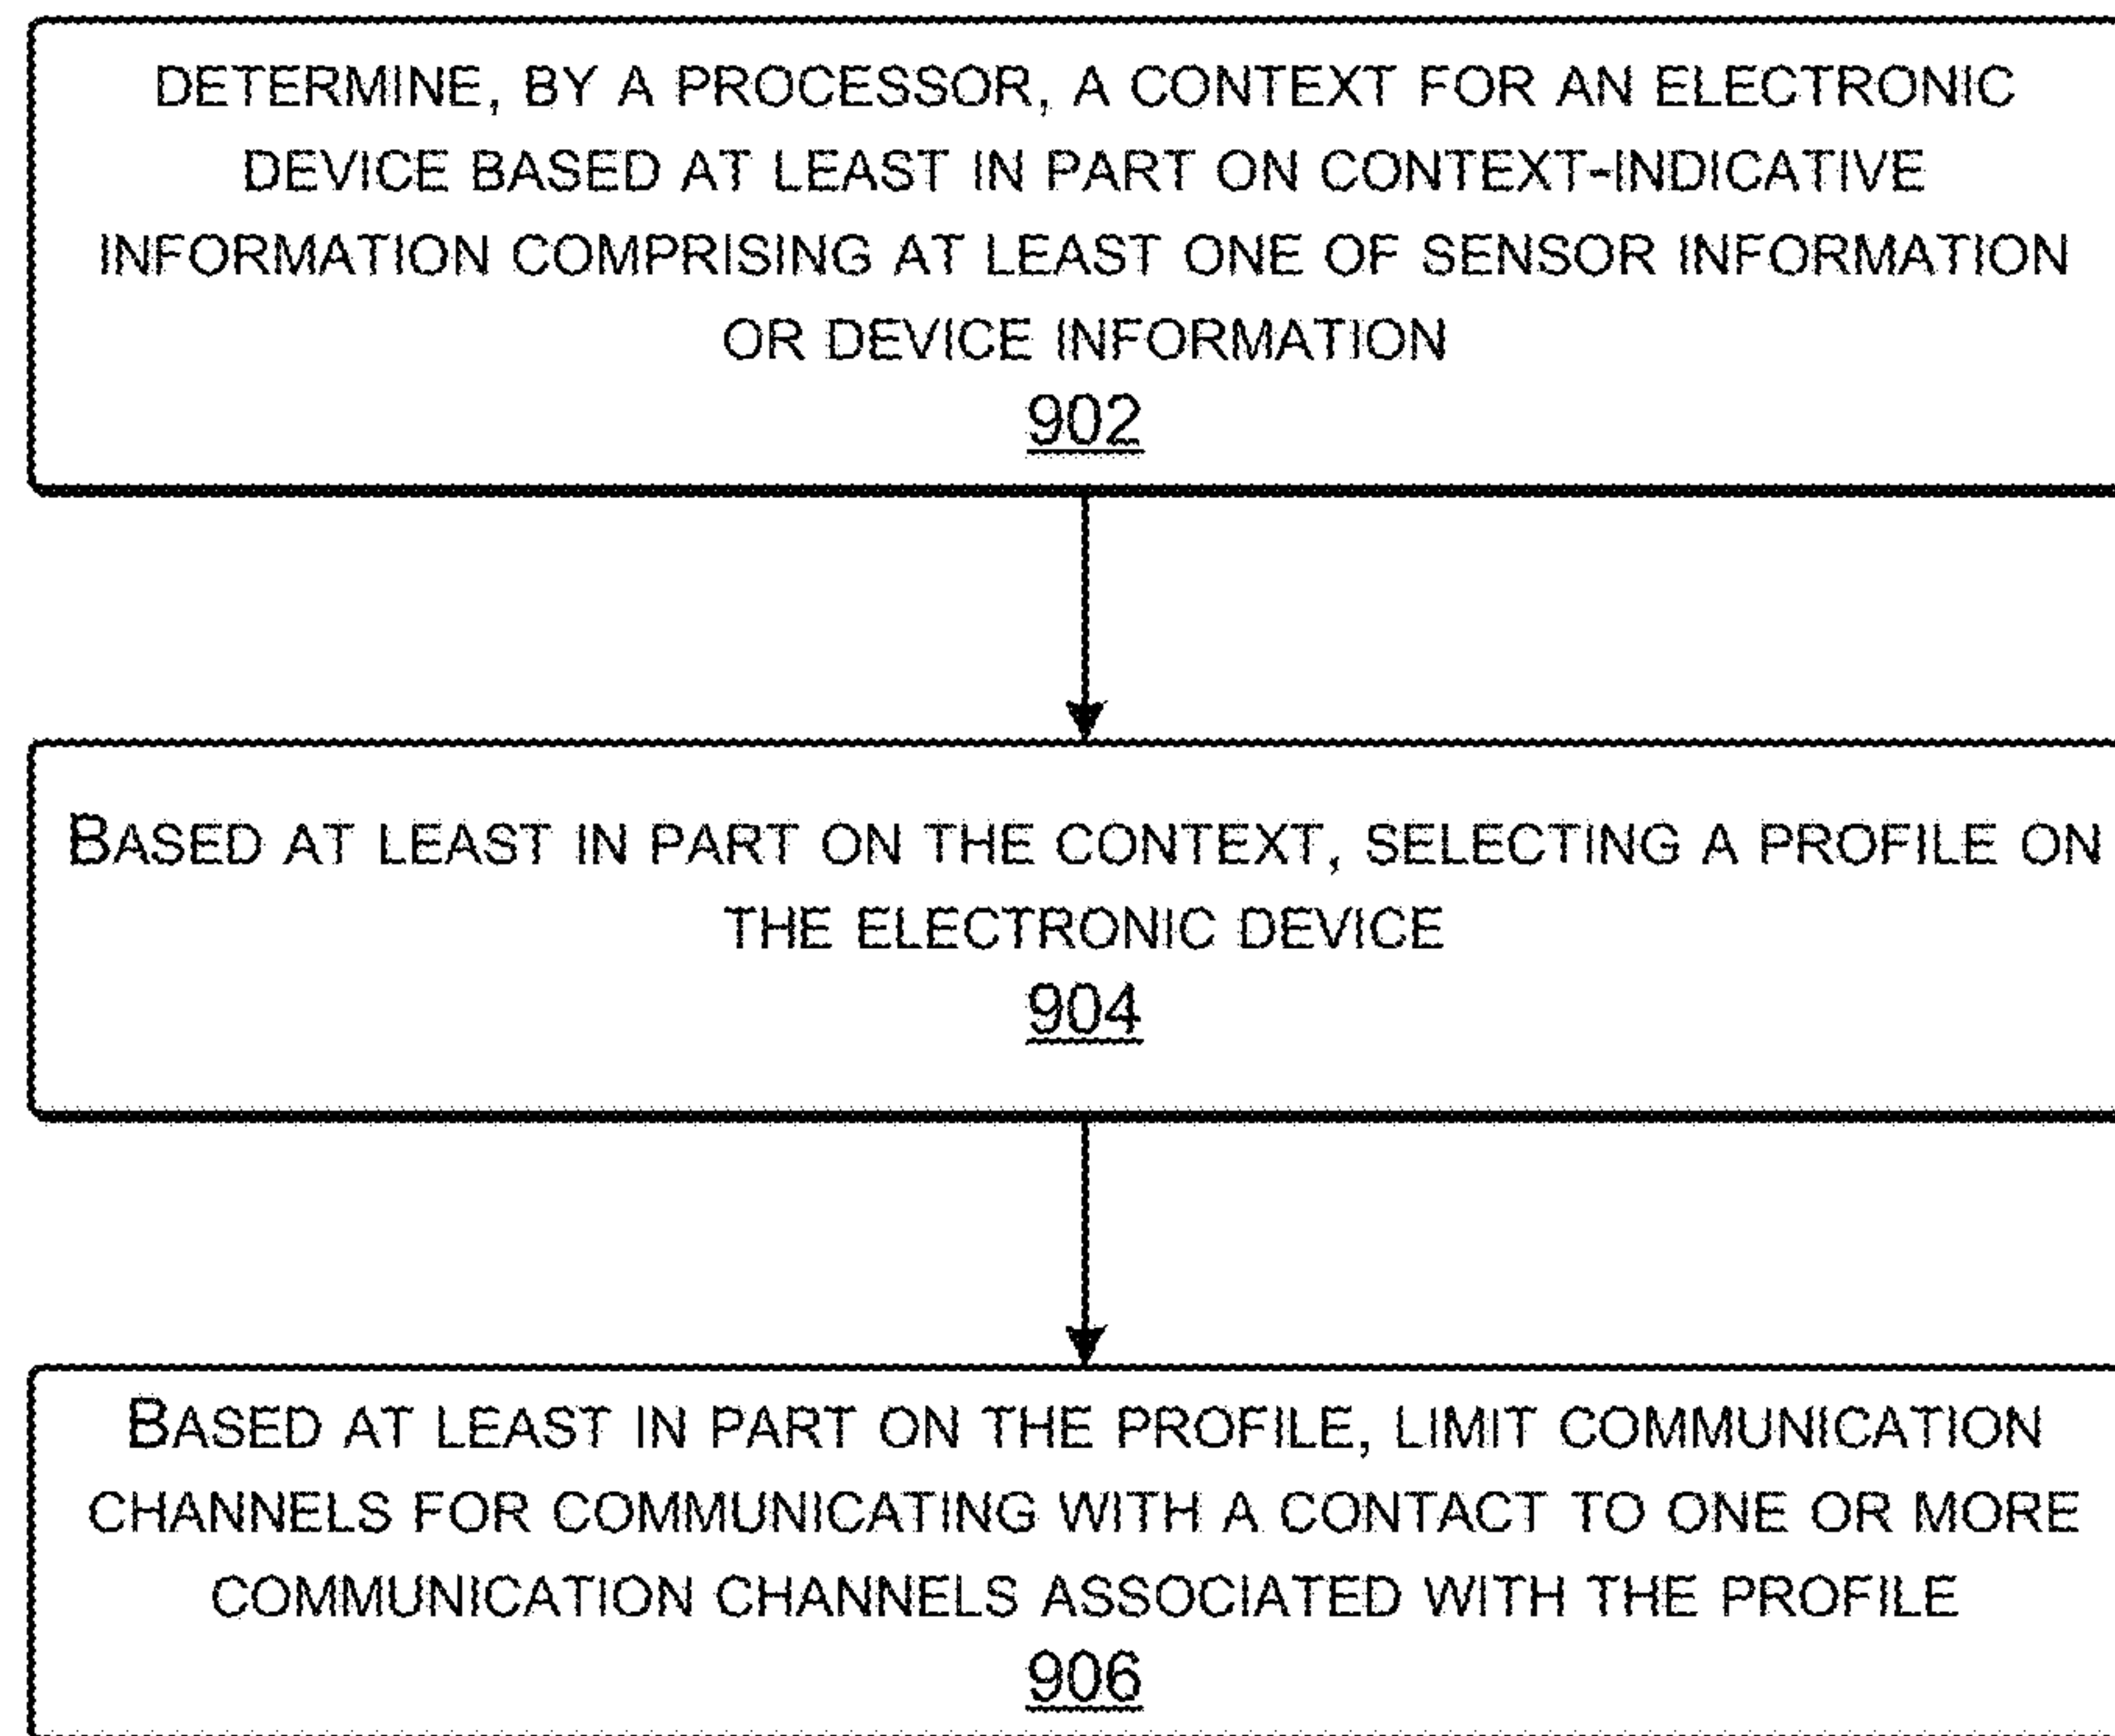 DETERMINE, BY A PROCESSOR, A CONTEXT FOR AN ELECTRONIC
DEVICE BASED AT LEAST IN PART ON CONTEXT-INDICATIVE
INFORMATION COMPRISING AT LEAST ONE OF SENSOR INFORMATION
OR DEVICE INFORMATION
902
BASED AT LEAST IN PART ON THE CONTEXT, SELECTING A PROFILE ON
THE ELECTRONIC DEVICE
904
BASED AT LEAST IN PART ON THE PROFILE, LIMIT COMMUNICATION
CHANNELS FOR COMMUNICATING WITH A CONTACT TO ONE OR MORE
COMMUNICATION CHANNELS ASSOCIATED WITH THE PROFILE
906